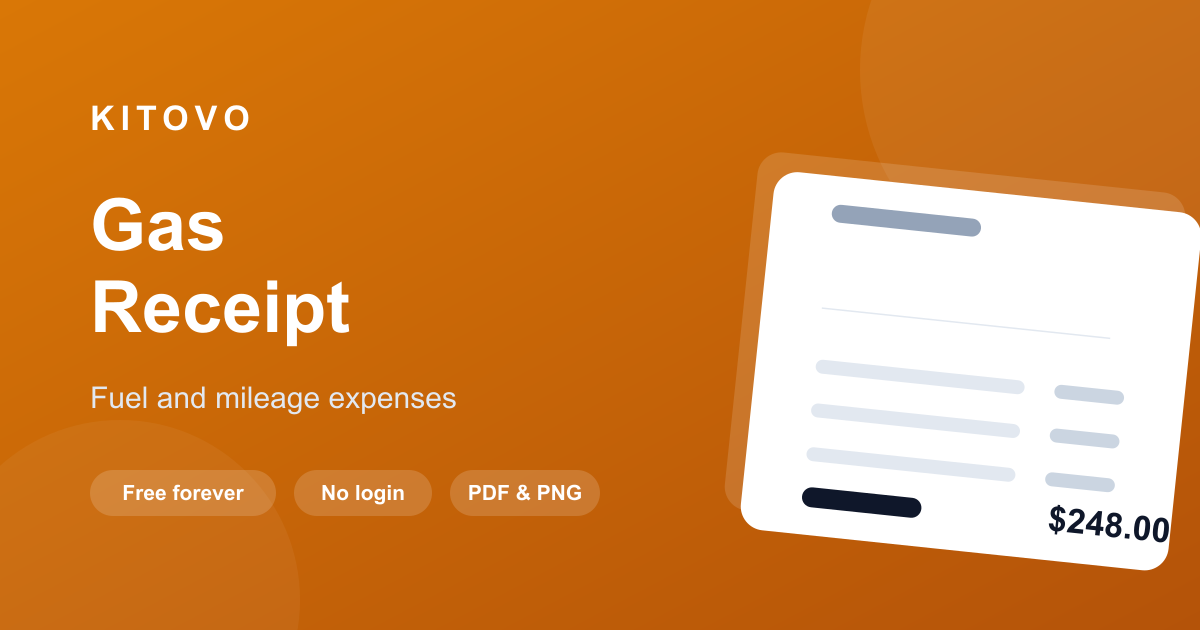 KITOVO
Gas
Receipt
Fuel and mileage expenses
Free forever
No login
PDF & PNG
$248.00